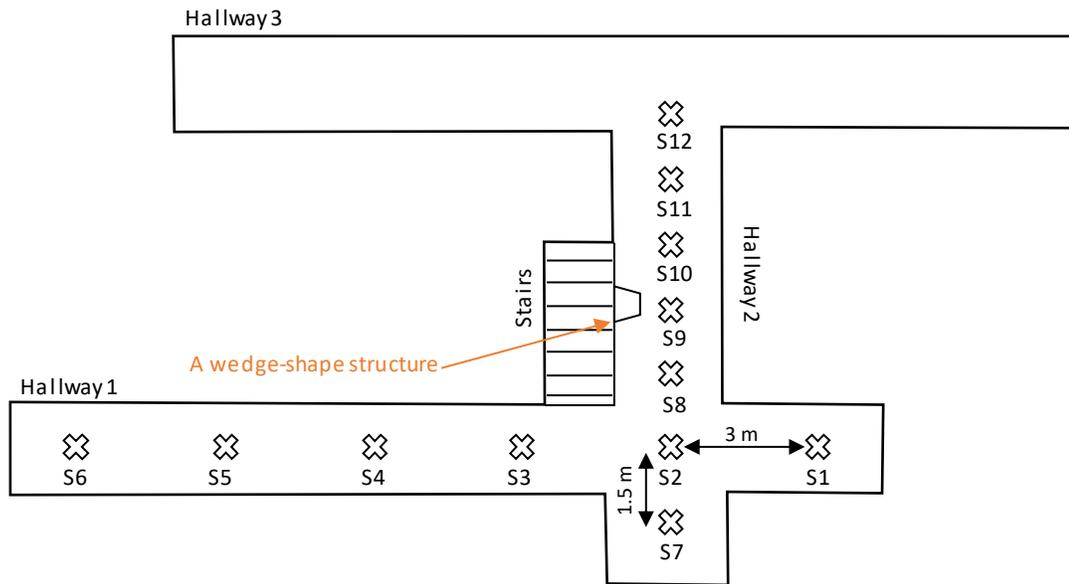 Hallway 3
S12
S11
S10
Hallway 2
Stairs
S9
A wedge-shape structure
Hallway 1
S8
3 m
S6
S5
S4
S3
S2
S1
1.5 m
S7